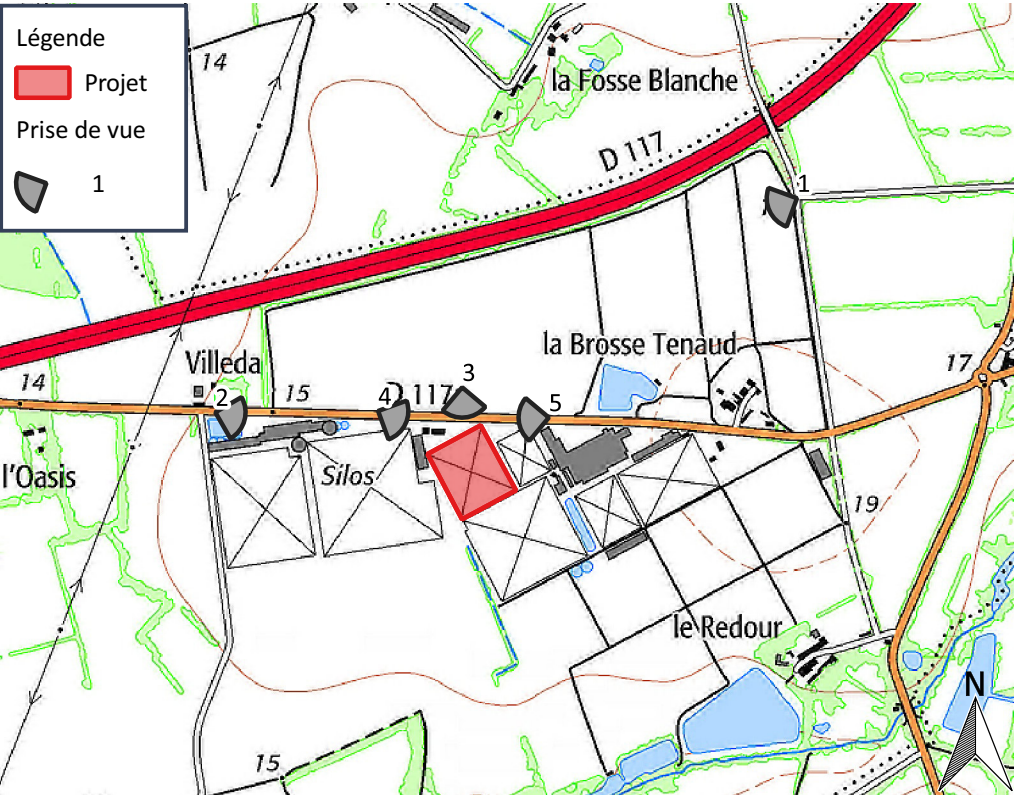 Légende
Projet
Prise de vue
1
14
la Fosse Blanche
D 117
1
la Brosse Tenaud
Villeda
17
14
2
15
4
D 117
3
5
l'Oasis
Silos
19
le Redour
N
15